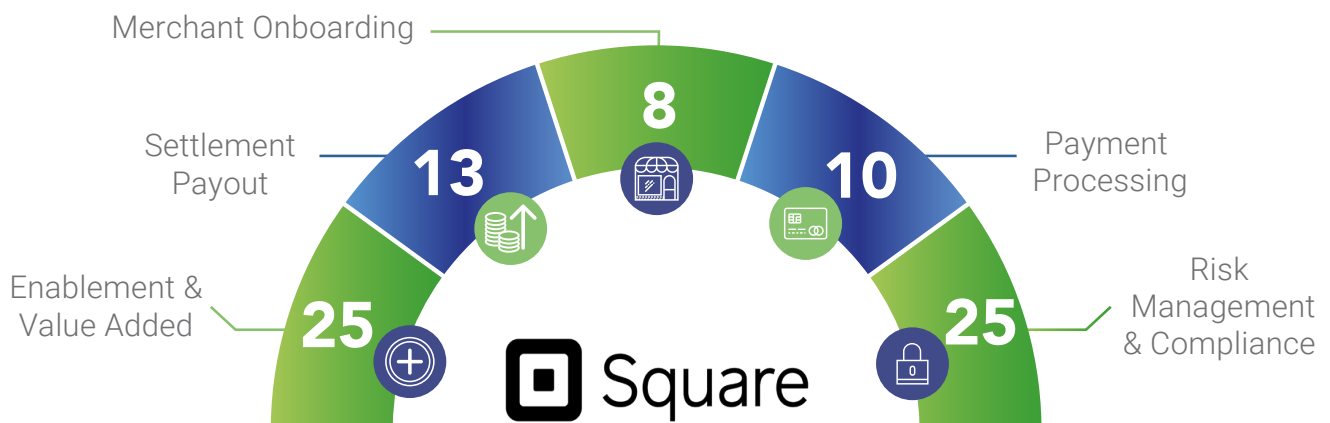 Merchant Onboarding
8
Settlement
Payout
13
10
Payment
Processing
Enablement &
Value Added
25
25
Risk
Management
& Compliance
Square